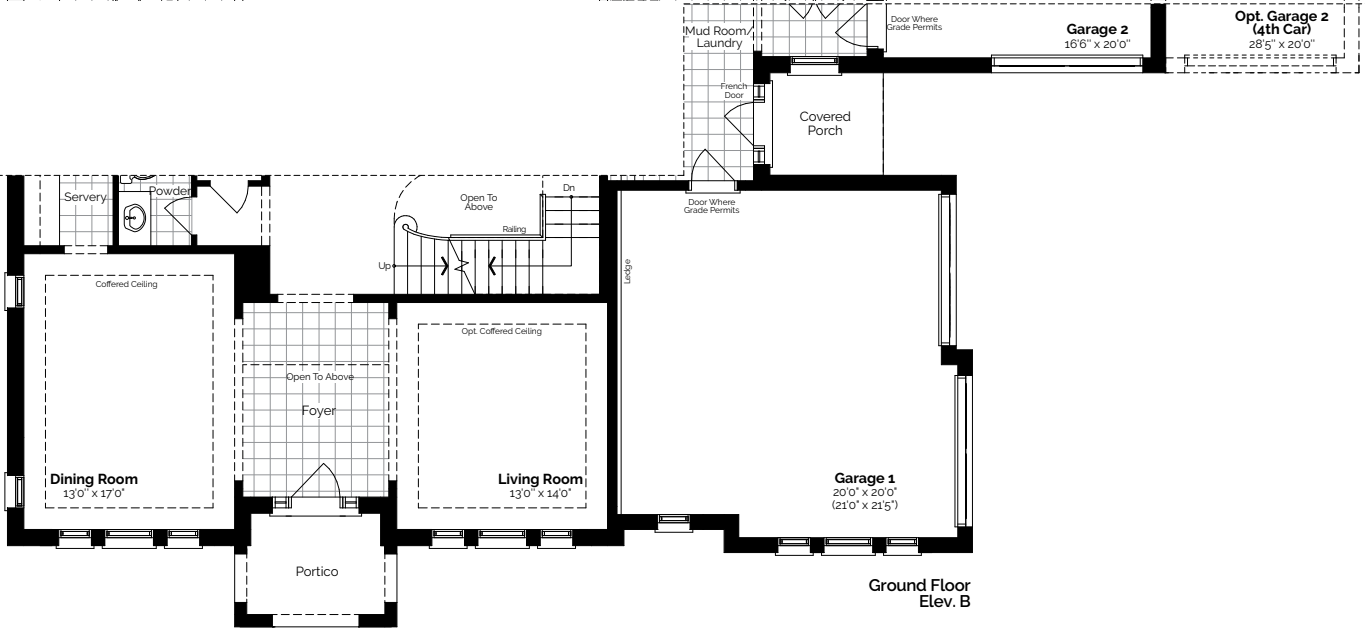 Door Where
Grade Permits
Garage 2
16'6" x 20'0"
Opt. Garage 2
(4th Car)
28'5" x 20'0"
Mud Room/
Laundry
French
Door
Covered
Porch
Servery
Powder
Open To
Above
Dn
Railing
Up
Door Where
Grade Permits
Ledge
Coffered Ceiling
Opt. Coffered Ceiling
Open To Above
Foyer
Dining Room
13'0" x 17'0"
Living Room
13'0" x 14'0"
Garage 1
20'0" x 20'0"
(21'0" x 21'5")
Portico
Ground Floor
Elev. B